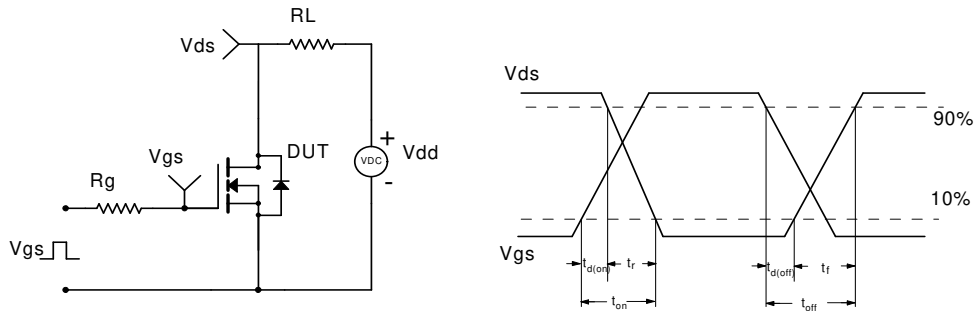 RL
Vds
Vgs
DUT
Rg
VDC
+
-
Vdd
Vgs
Vds
90%
10%
Vgs
td(on)
tr
ton
td(off)
tf
toff